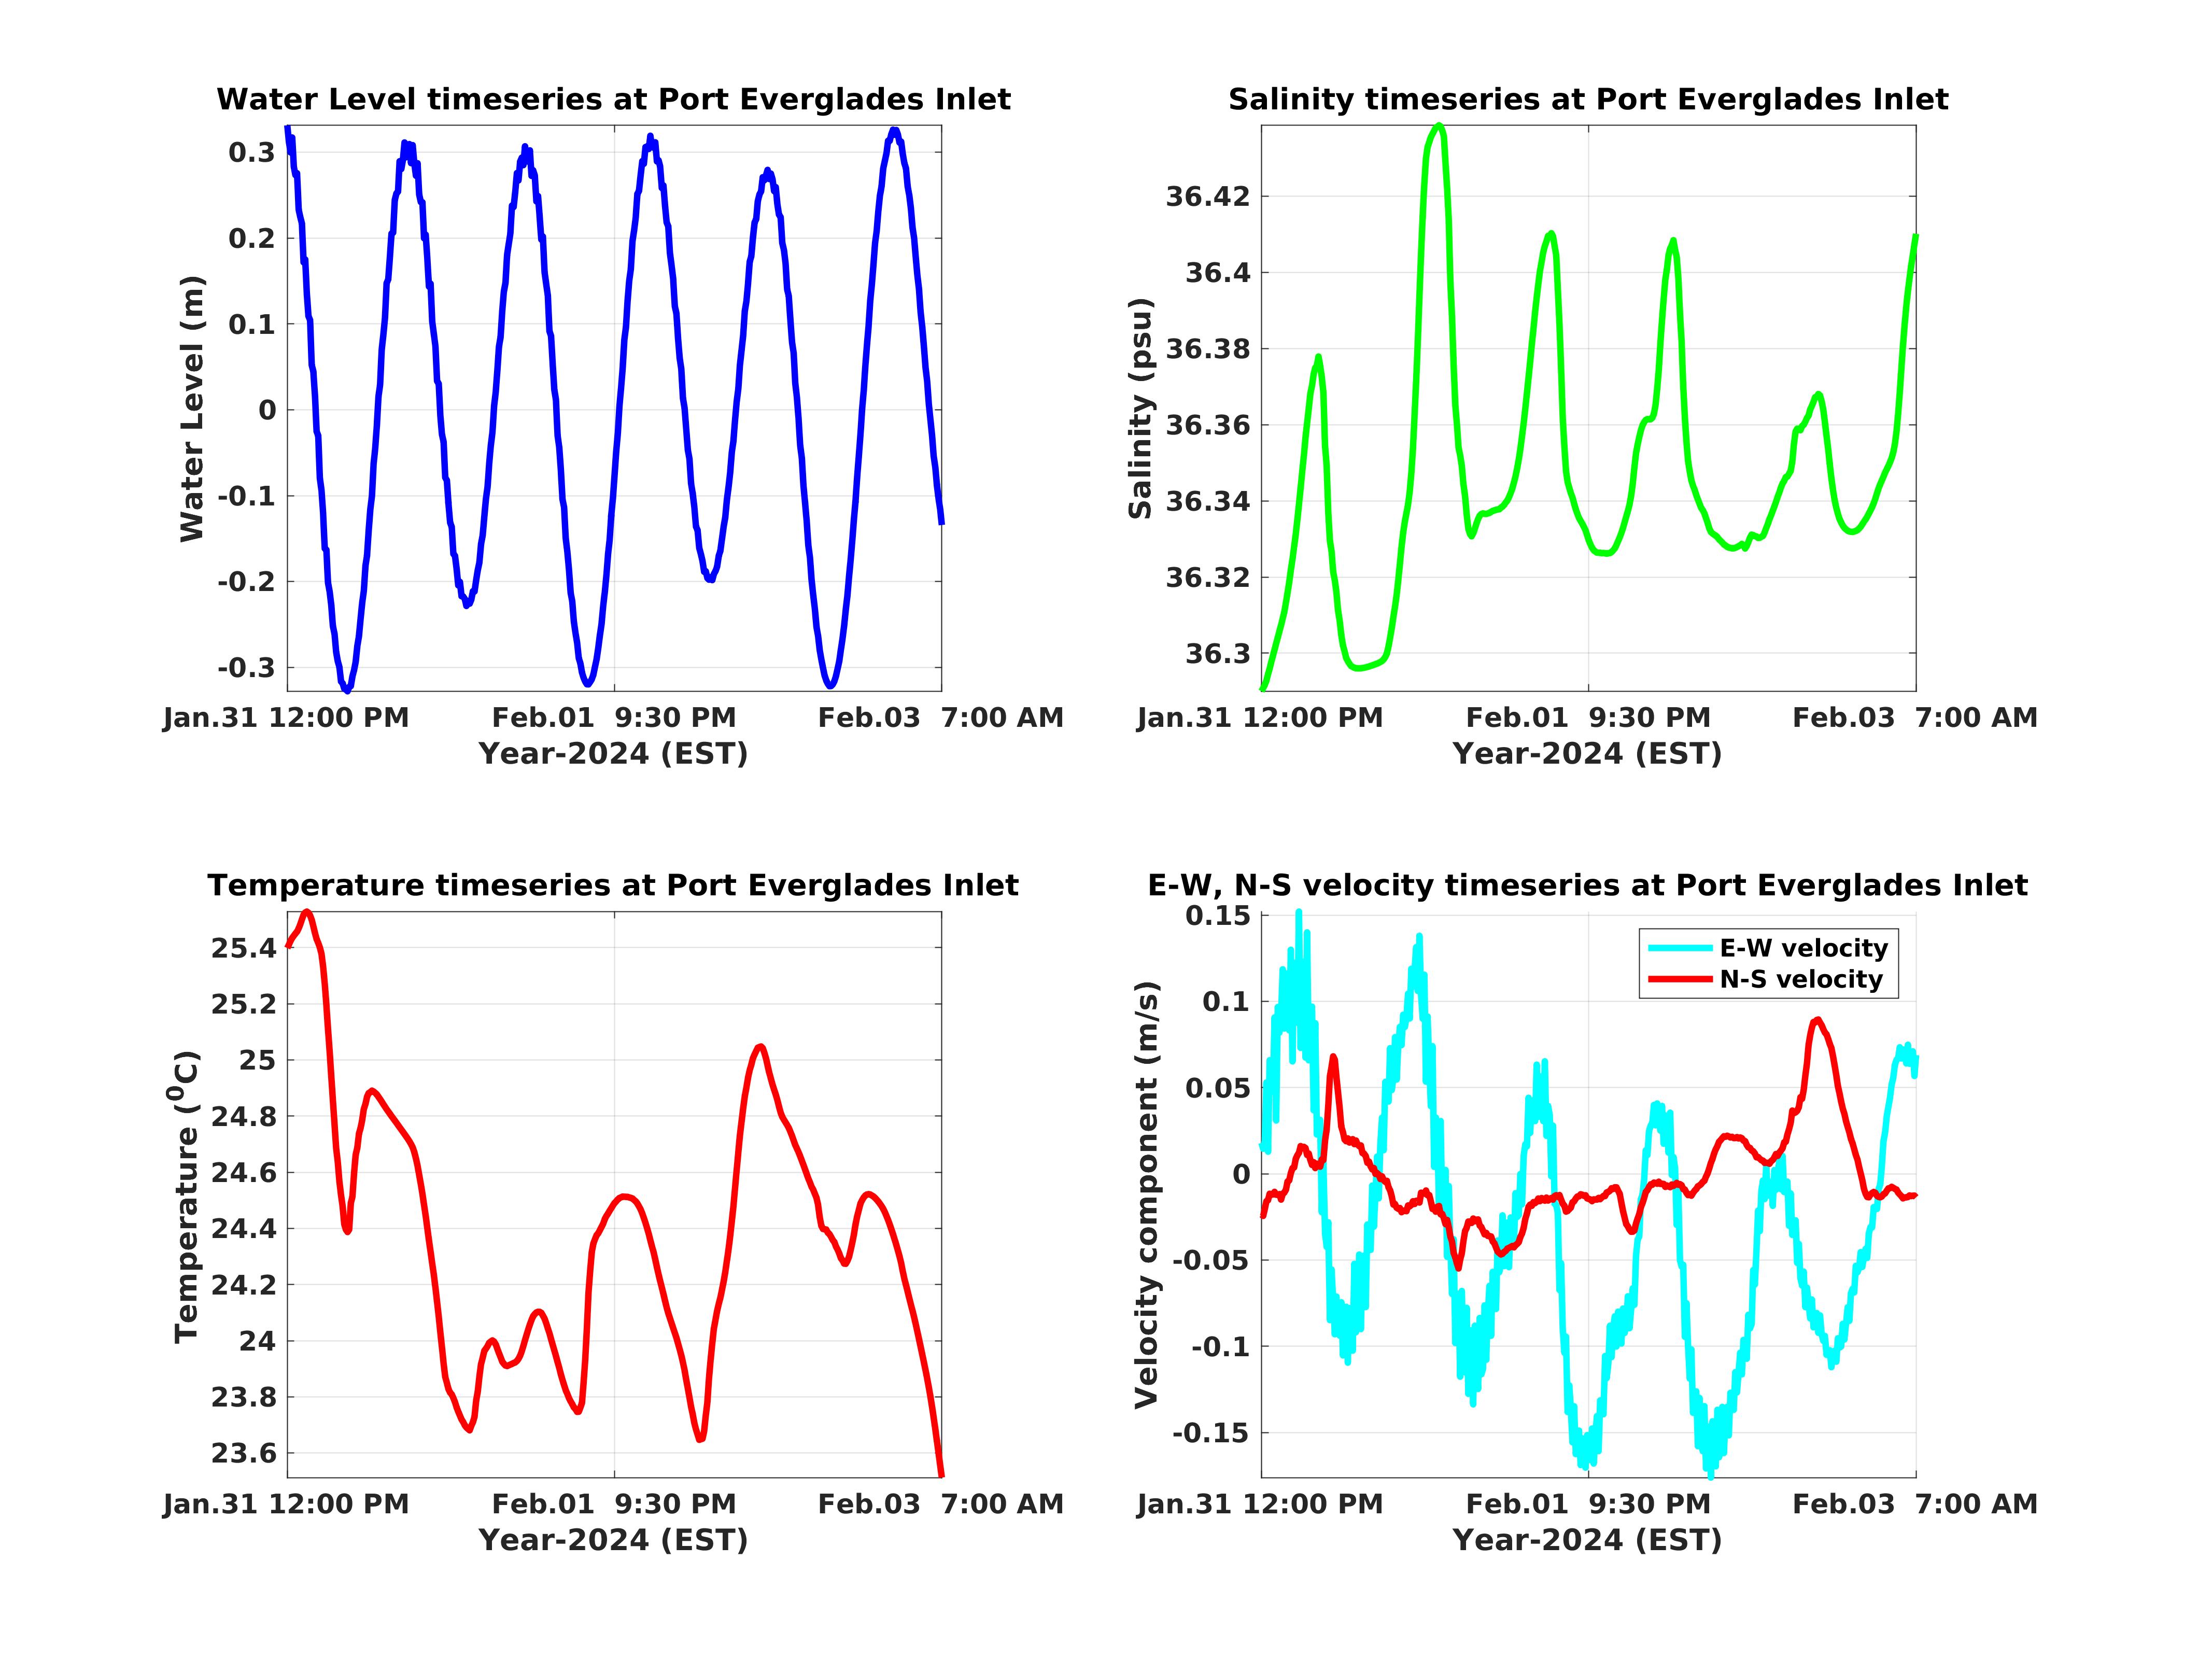 Water Level timeseries at Port Everglades Inlet
Water Level (m)
0.3
0.2
0.1
0
-0.1
-0.2
-0.3
Jan.31 12:00 PM Feb.01 9:30 PM Feb.03 7:00 AM
Year-2024 (EST)
Salinity timeseries at Port Everglades Inlet
Salinity (psu)
36.42
36.4
36.38
36.36
36.34
36.32
36.3
Jan.31 12:00 PM Feb.01 9:30 PM Feb.03 7:00 AM
Year-2024 (EST)
Temperature timeseries at Port Everglades Inlet
Temperature (⁰C)
25.4
25.2
25
24.8
24.6
24.4
24.2
24
23.8
23.6
Jan.31 12:00 PM Feb.01 9:30 PM Feb.03 7:00 AM
Year-2024 (EST)
E-W, N-S velocity timeseries at Port Everglades Inlet
Velocity component (m/s)
0.15
0.1
0.05
0
-0.05
-0.1
-0.15
E-W velocity
N-S velocity
Jan.31 12:00 PM Feb.01 9:30 PM Feb.03 7:00 AM
Year-2024 (EST)